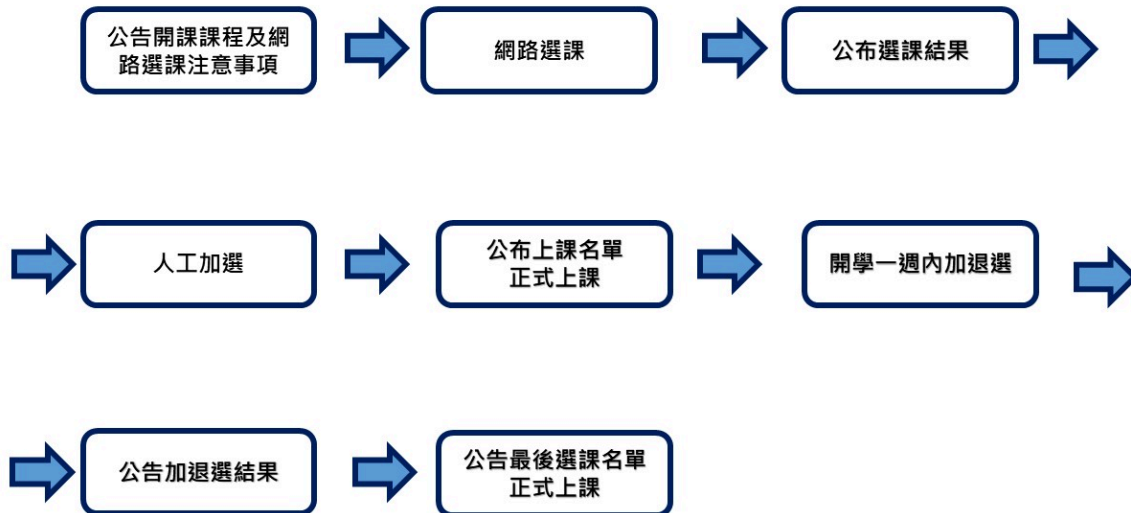 公告開課課程及網
路選課注意事項
網路選課
公布選課結果
人工加選
公布上課名單
正式上課
開學一週內加退選
公告加退選結果
公告最後選課名單
正式上課